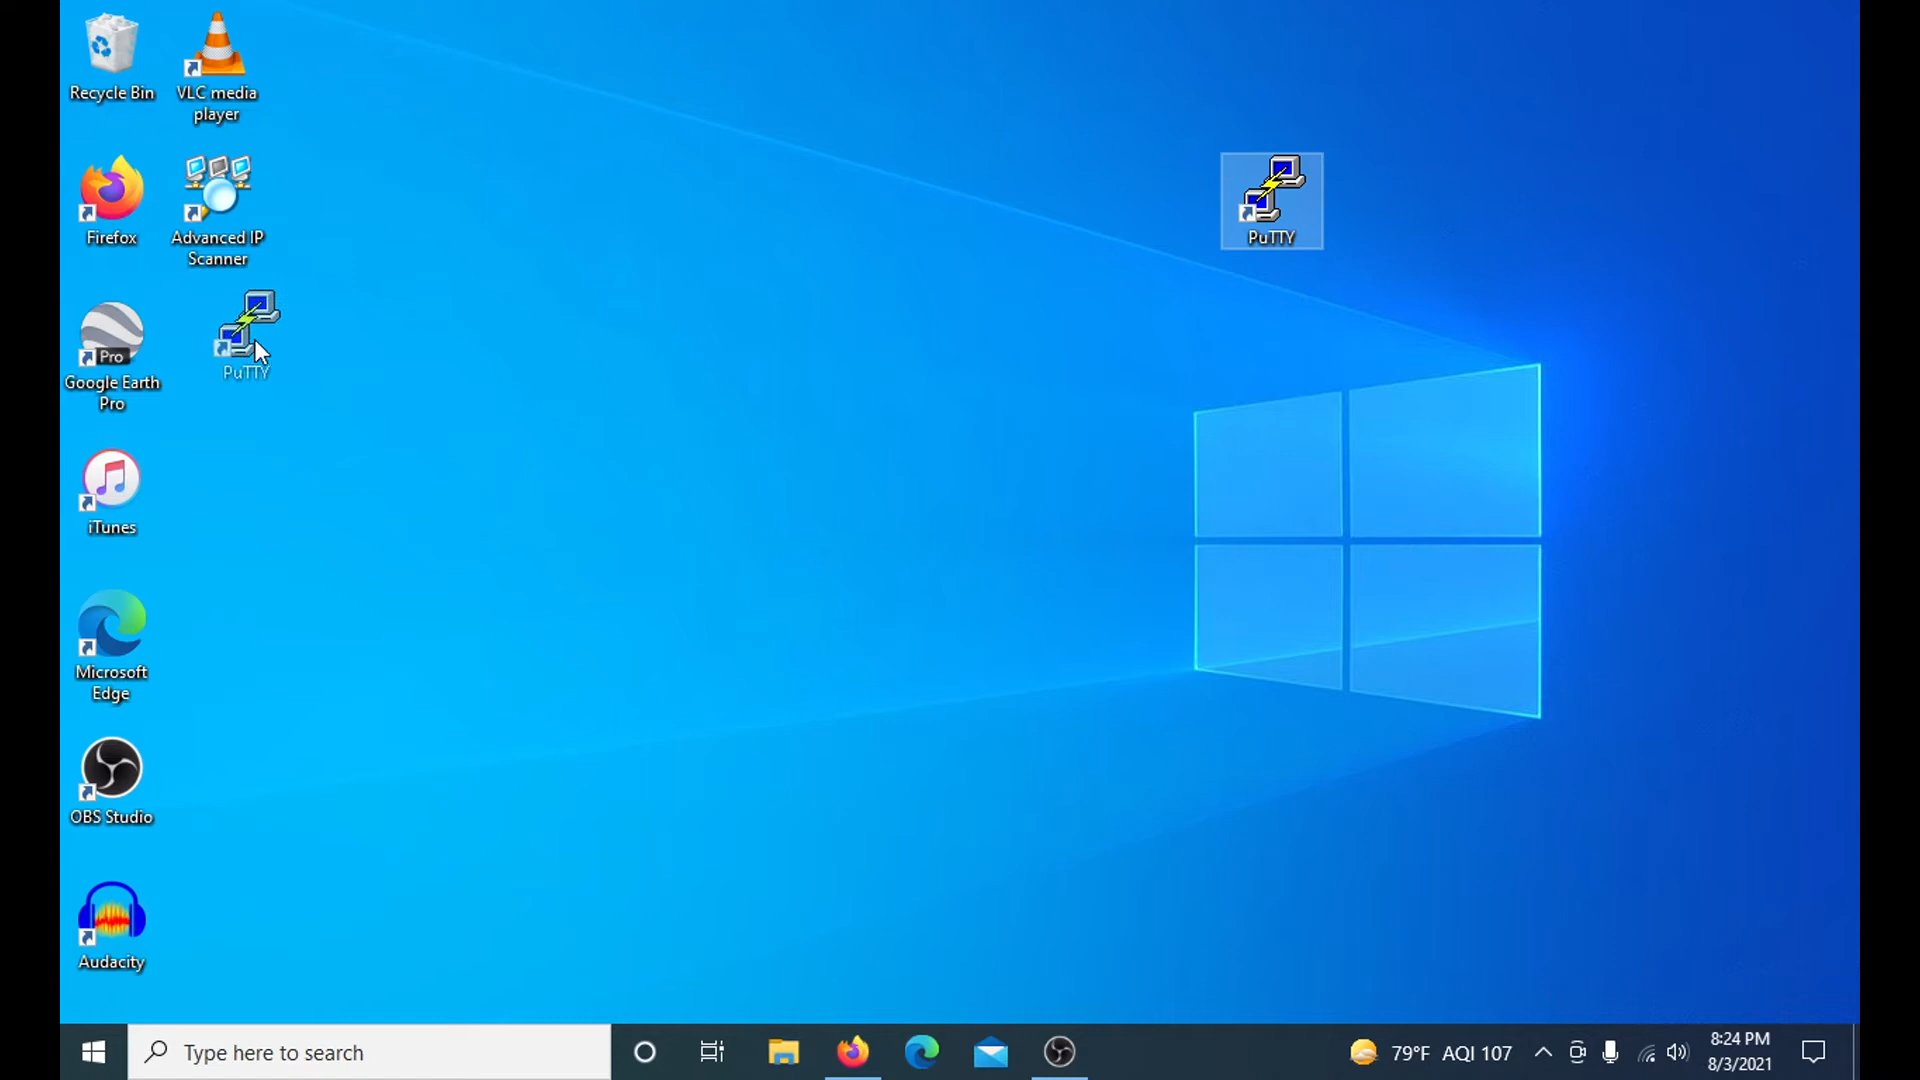 Recycle Bin
VLC media
player
Firefox
Advanced IP
Scanner
PuTTY
Pro
Google Earth
Pro
PuTTY
iTunes
Microsoft
Edge
OBS Studio
Audacity
Type here to search
79°F AQI 107
8:24 PM
8/3/2021